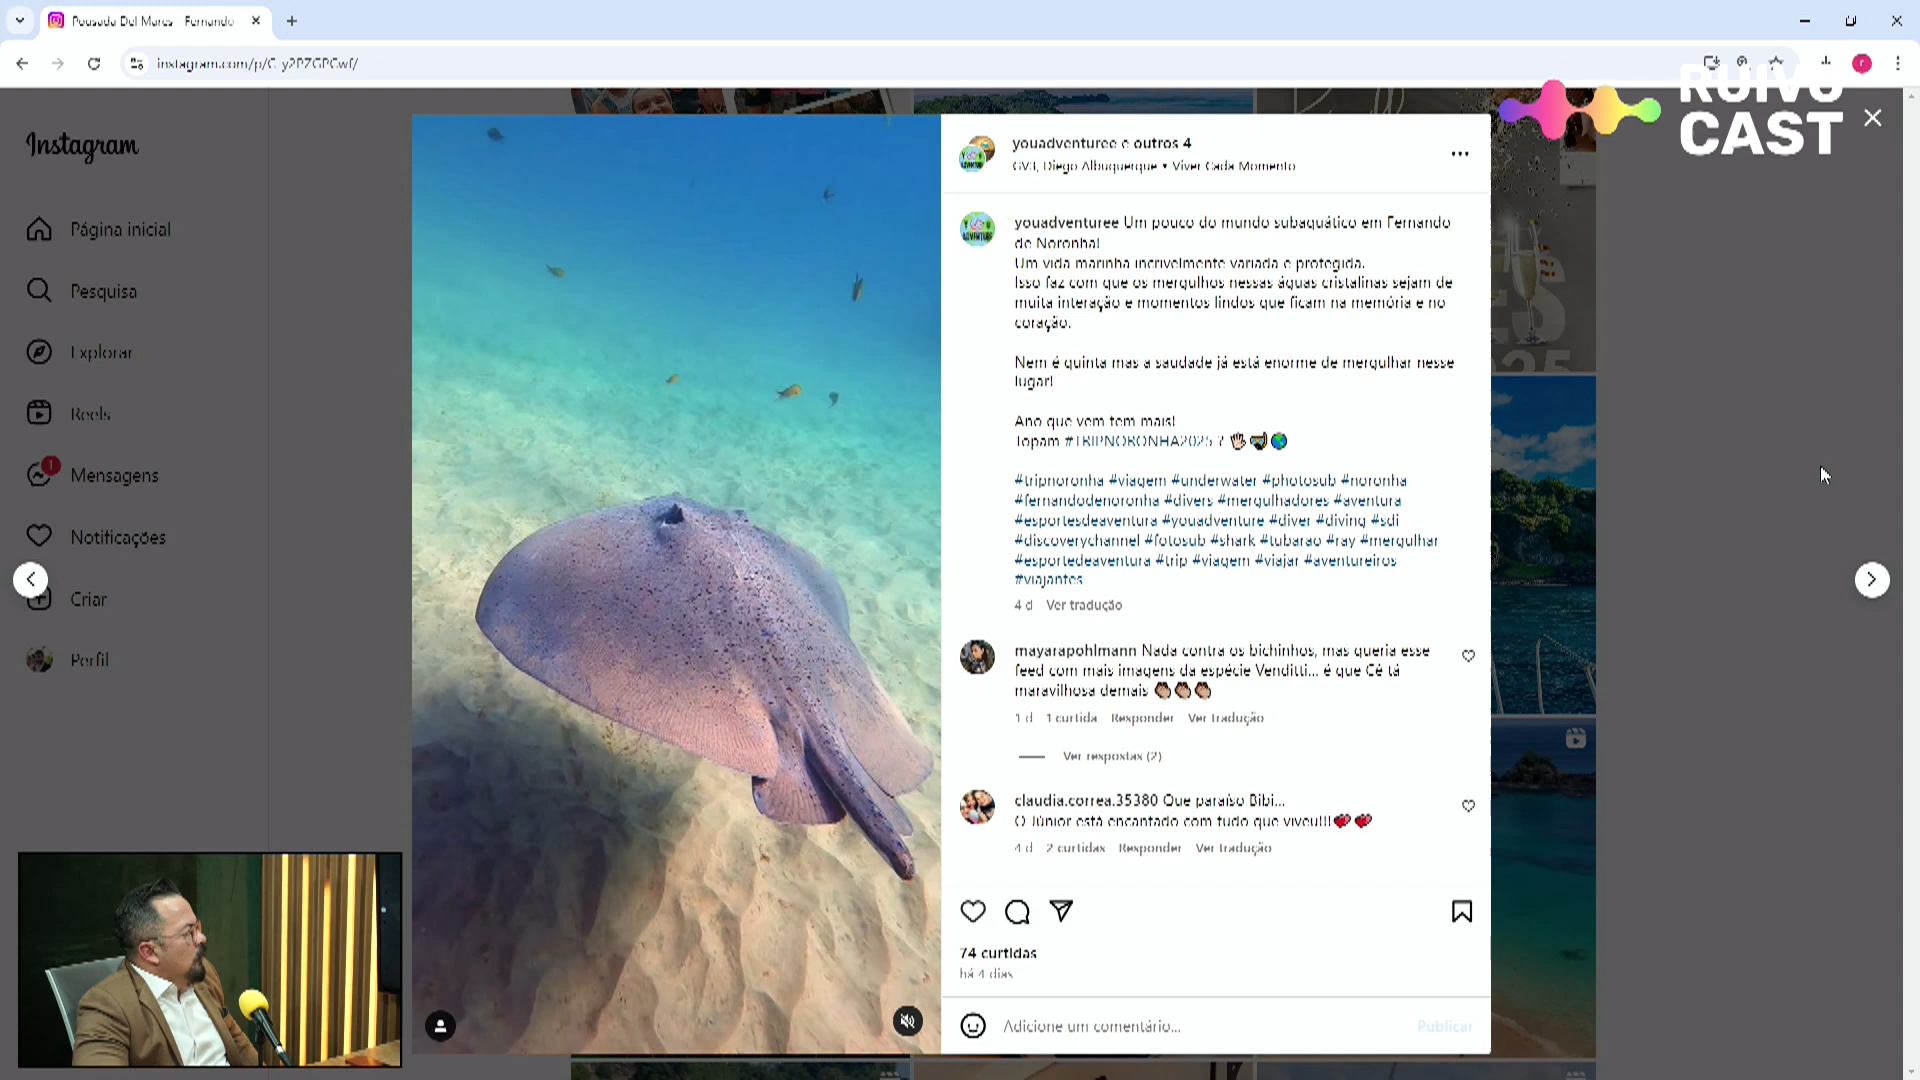 Pousada Del Mares - Fernando
instagram.com/p/C_y2PZGPCwf/
RUIVO
CAST
Instagram
Página inicial
Pesquisa
Explorar
Reels
1
Mensagens
Notificações
Criar
Perfil
youadventuree e outros 4
GV3, Diego Albuquerque • Viver Cada Momento
youadventuree Um pouco do mundo subaquático em Fernando
de Noronha!
Um vida marinha incrivelmente variada e protegida.
Isso faz com que os mergulhos nessas águas cristalinas sejam de
muita interação e momentos lindos que ficam na memória e no
coração.
Nem é quinta mas a saudade já está enorme de mergulhar nesse
lugar!
Ano que vem tem mais!
Topam #TRIPNORONHA2025 ? 🖐🏻🤿🌎
#tripnoronha #viagem #underwater #photosub #noronha
#fernandodenoronha #divers #mergulhadores #aventura
#esportesdeaventura #youadventure #diver #diving #sdi
#discoverychannel #fotosub #shark #tubarao #ray #mergulhar
#esportedeaventura #trip #viagem #viajar #aventureiros
#viajantes
4 d Ver tradução
mayarapohlmann Nada contra os bichinhos, mas queria esse
feed com mais imagens da espécie Venditti... é que Cê tá
maravilhosa demais 👏🏽👏🏽👏🏽
1 d 1 curtida Responder Ver tradução
Ver respostas (2)
claudia.correa.35380 Que paraíso Bibi...
O Júnior está encantado com tudo que viveu!!!💕💕
4 d 2 curtidas Responder Ver tradução
74 curtidas
há 4 dias
Adicione um comentário...
Publicar